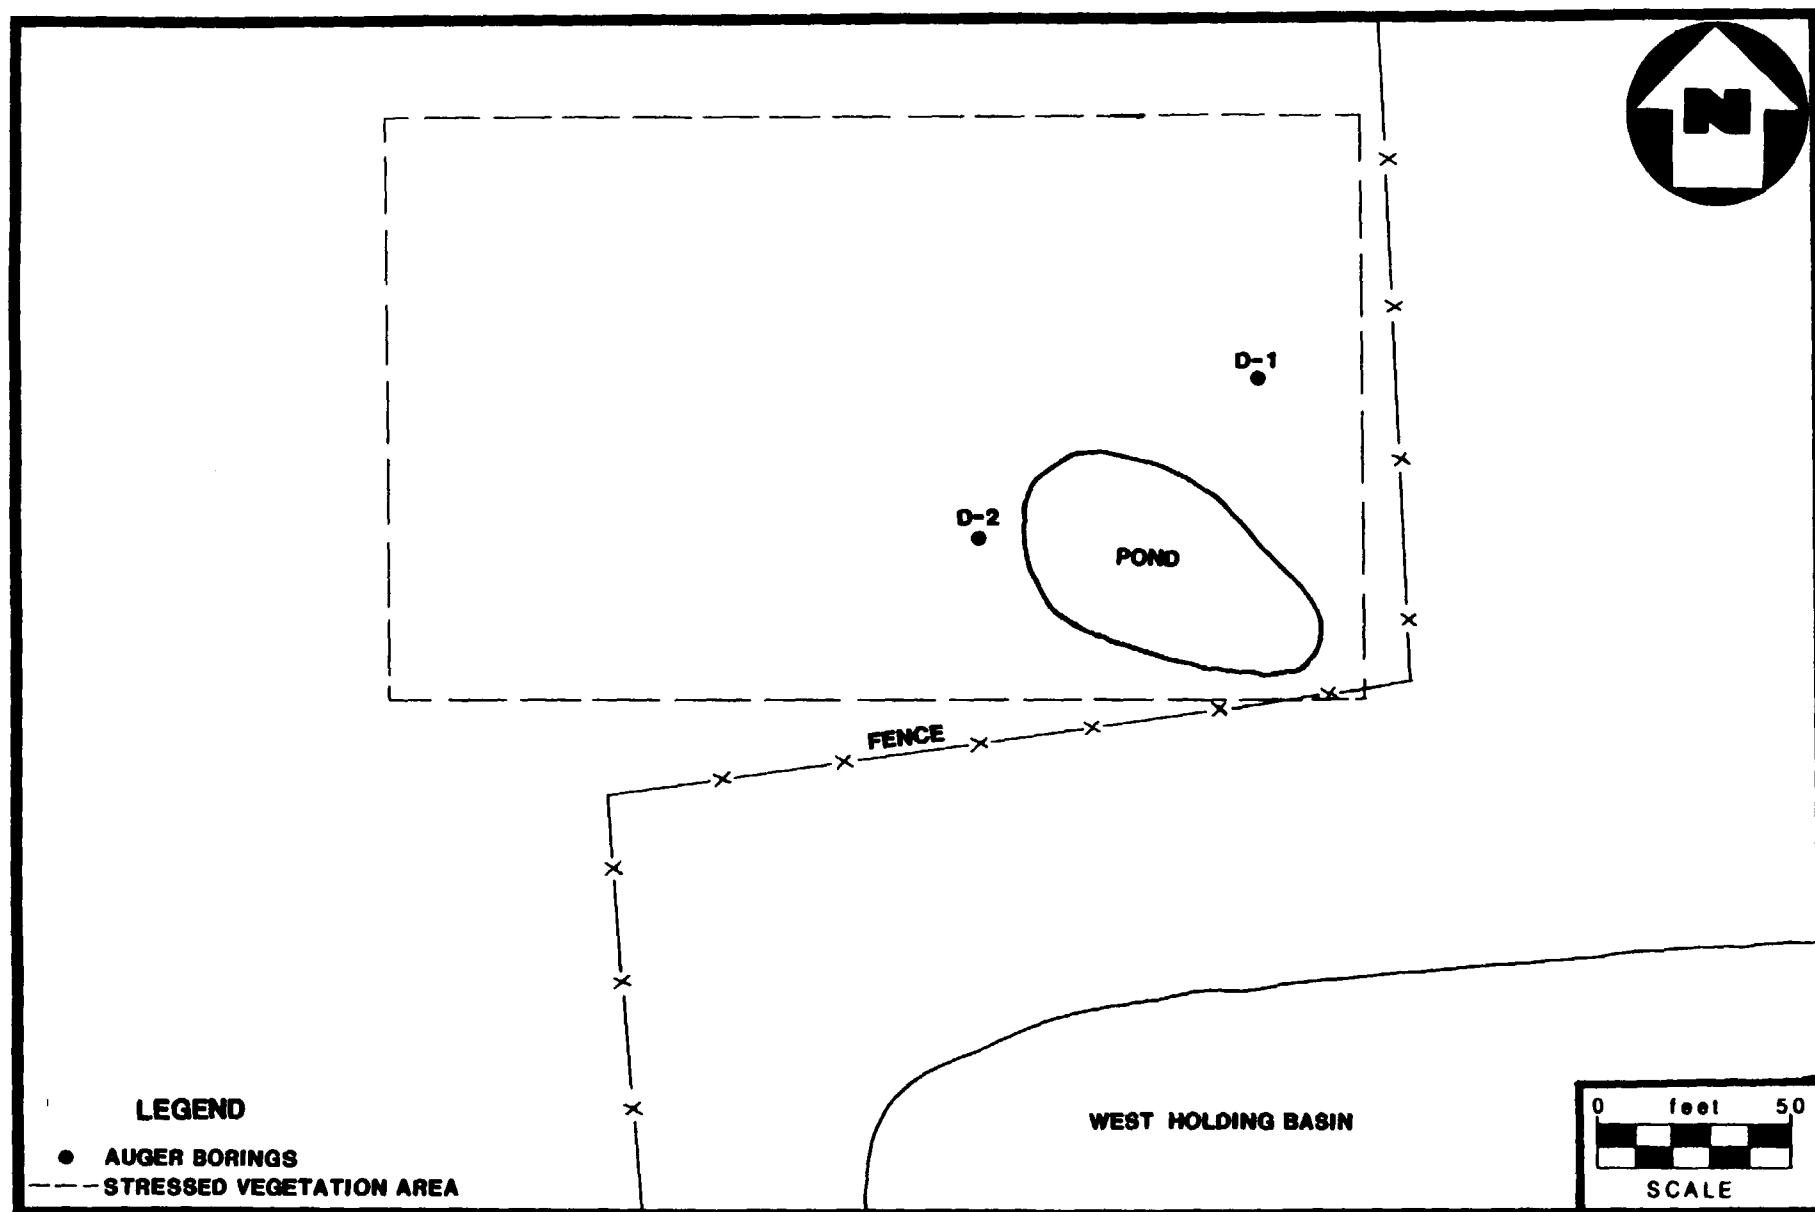 N
D-1
D-2
POND
FENCE
LEGEND
AUGER BORINGS
STRESSED VEGETATION AREA
WEST HOLDING BASIN
0 feet 50
SCALE